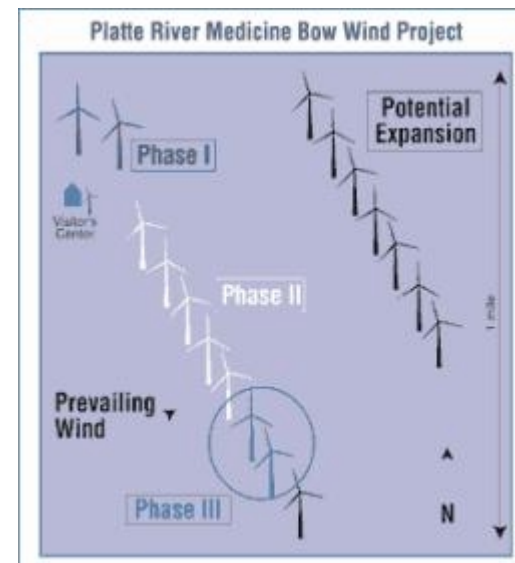 Platte River Medicine Bow Wind Project
Potential
Expansion
Phase I
Visitor's
Center
Phase II
1 mile
Prevailing
Wind
Phase III
N